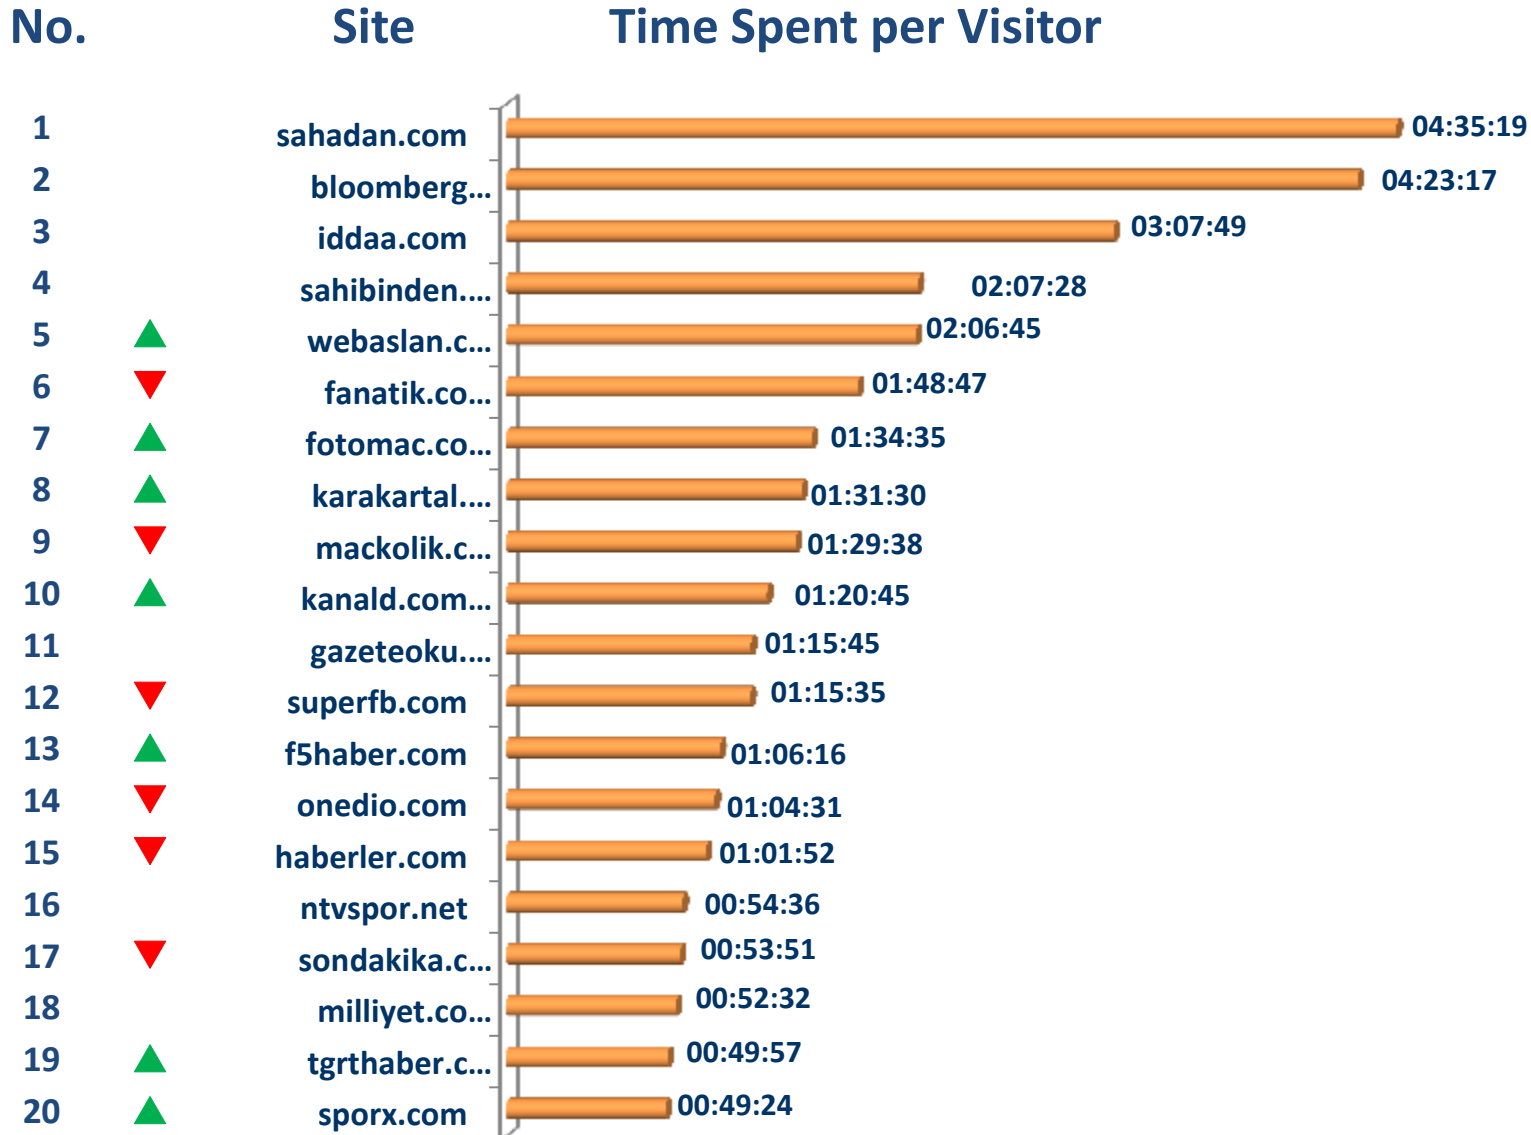 No. Site Time Spent per Visitor
1 sahadan.com 04:35:19
2 bloomberg... 04:23:17
3 iddaa.com 03:07:49
4 sahibinden.... 02:07:28
5 webaslan.c... 02:06:45
6 fanatik.co... 01:48:47
7 fotomac.co... 01:34:35
8 karakartal.... 01:31:30
9 mackolik.c... 01:29:38
10 kanald.com... 01:20:45
11 gazeteoku.... 01:15:45
12 superfb.com 01:15:35
13 f5haber.com 01:06:16
14 onedio.com 01:04:31
15 haberler.com 01:01:52
16 ntvspor.net 00:54:36
17 sondakika.c... 00:53:51
18 milliyet.co... 00:52:32
19 tgrthaber.c... 00:49:57
20 sporx.com 00:49:24